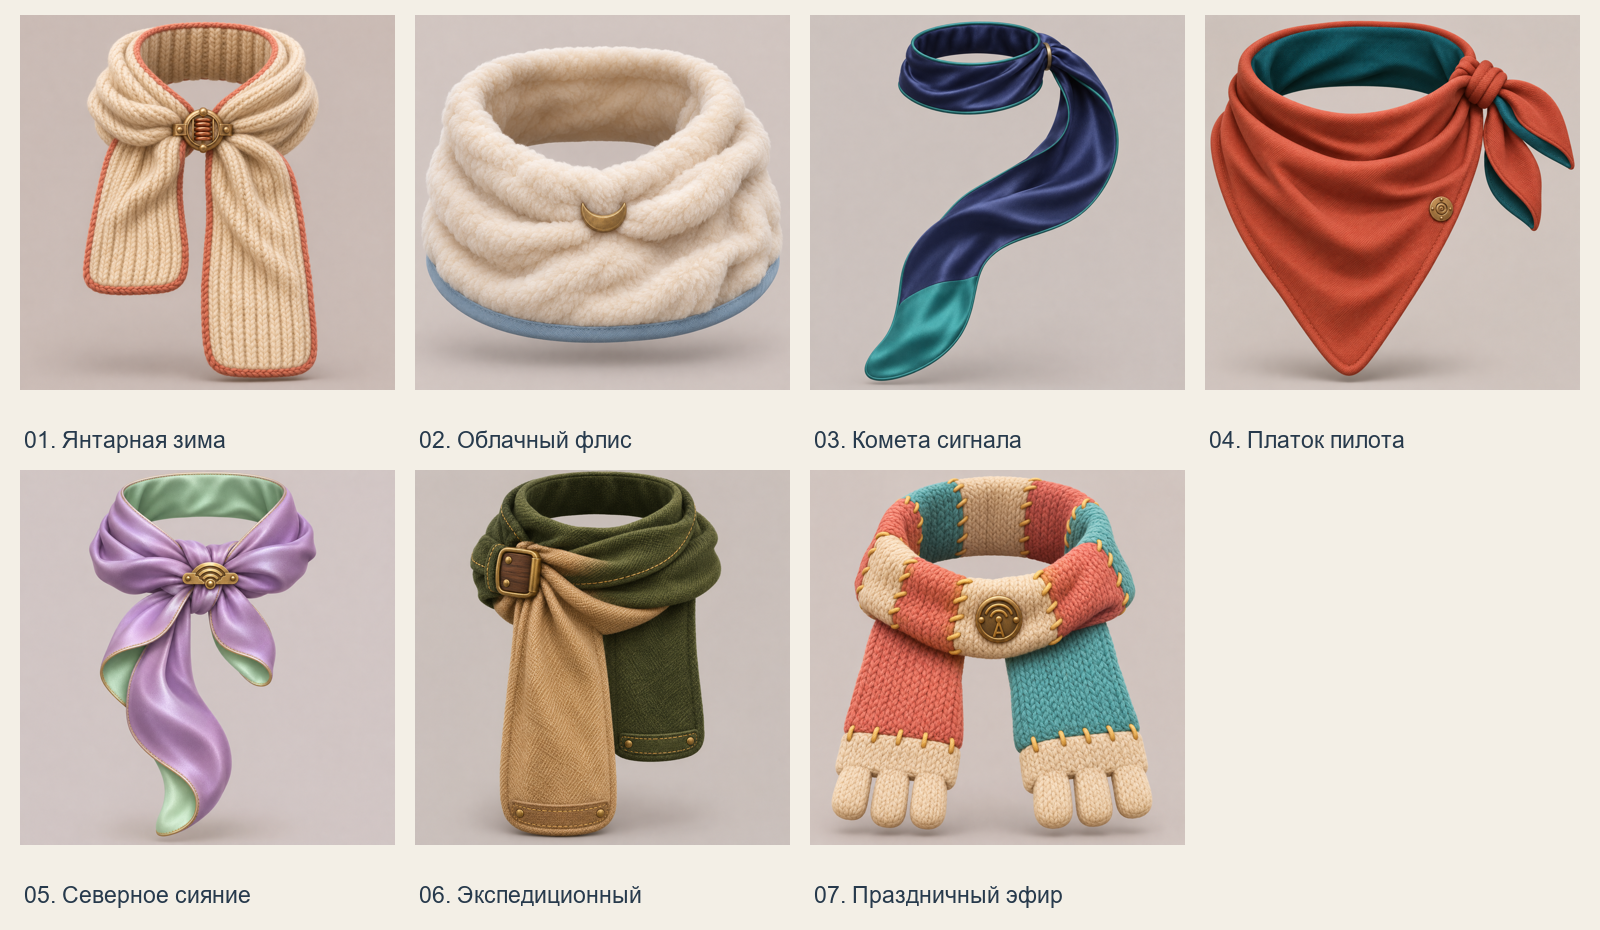 01. Янтарная зима
02. Облачный флис
03. Комета сигнала
04. Платок пилота
05. Северное сияние
06. Экспедиционный
07. Праздничный эфир